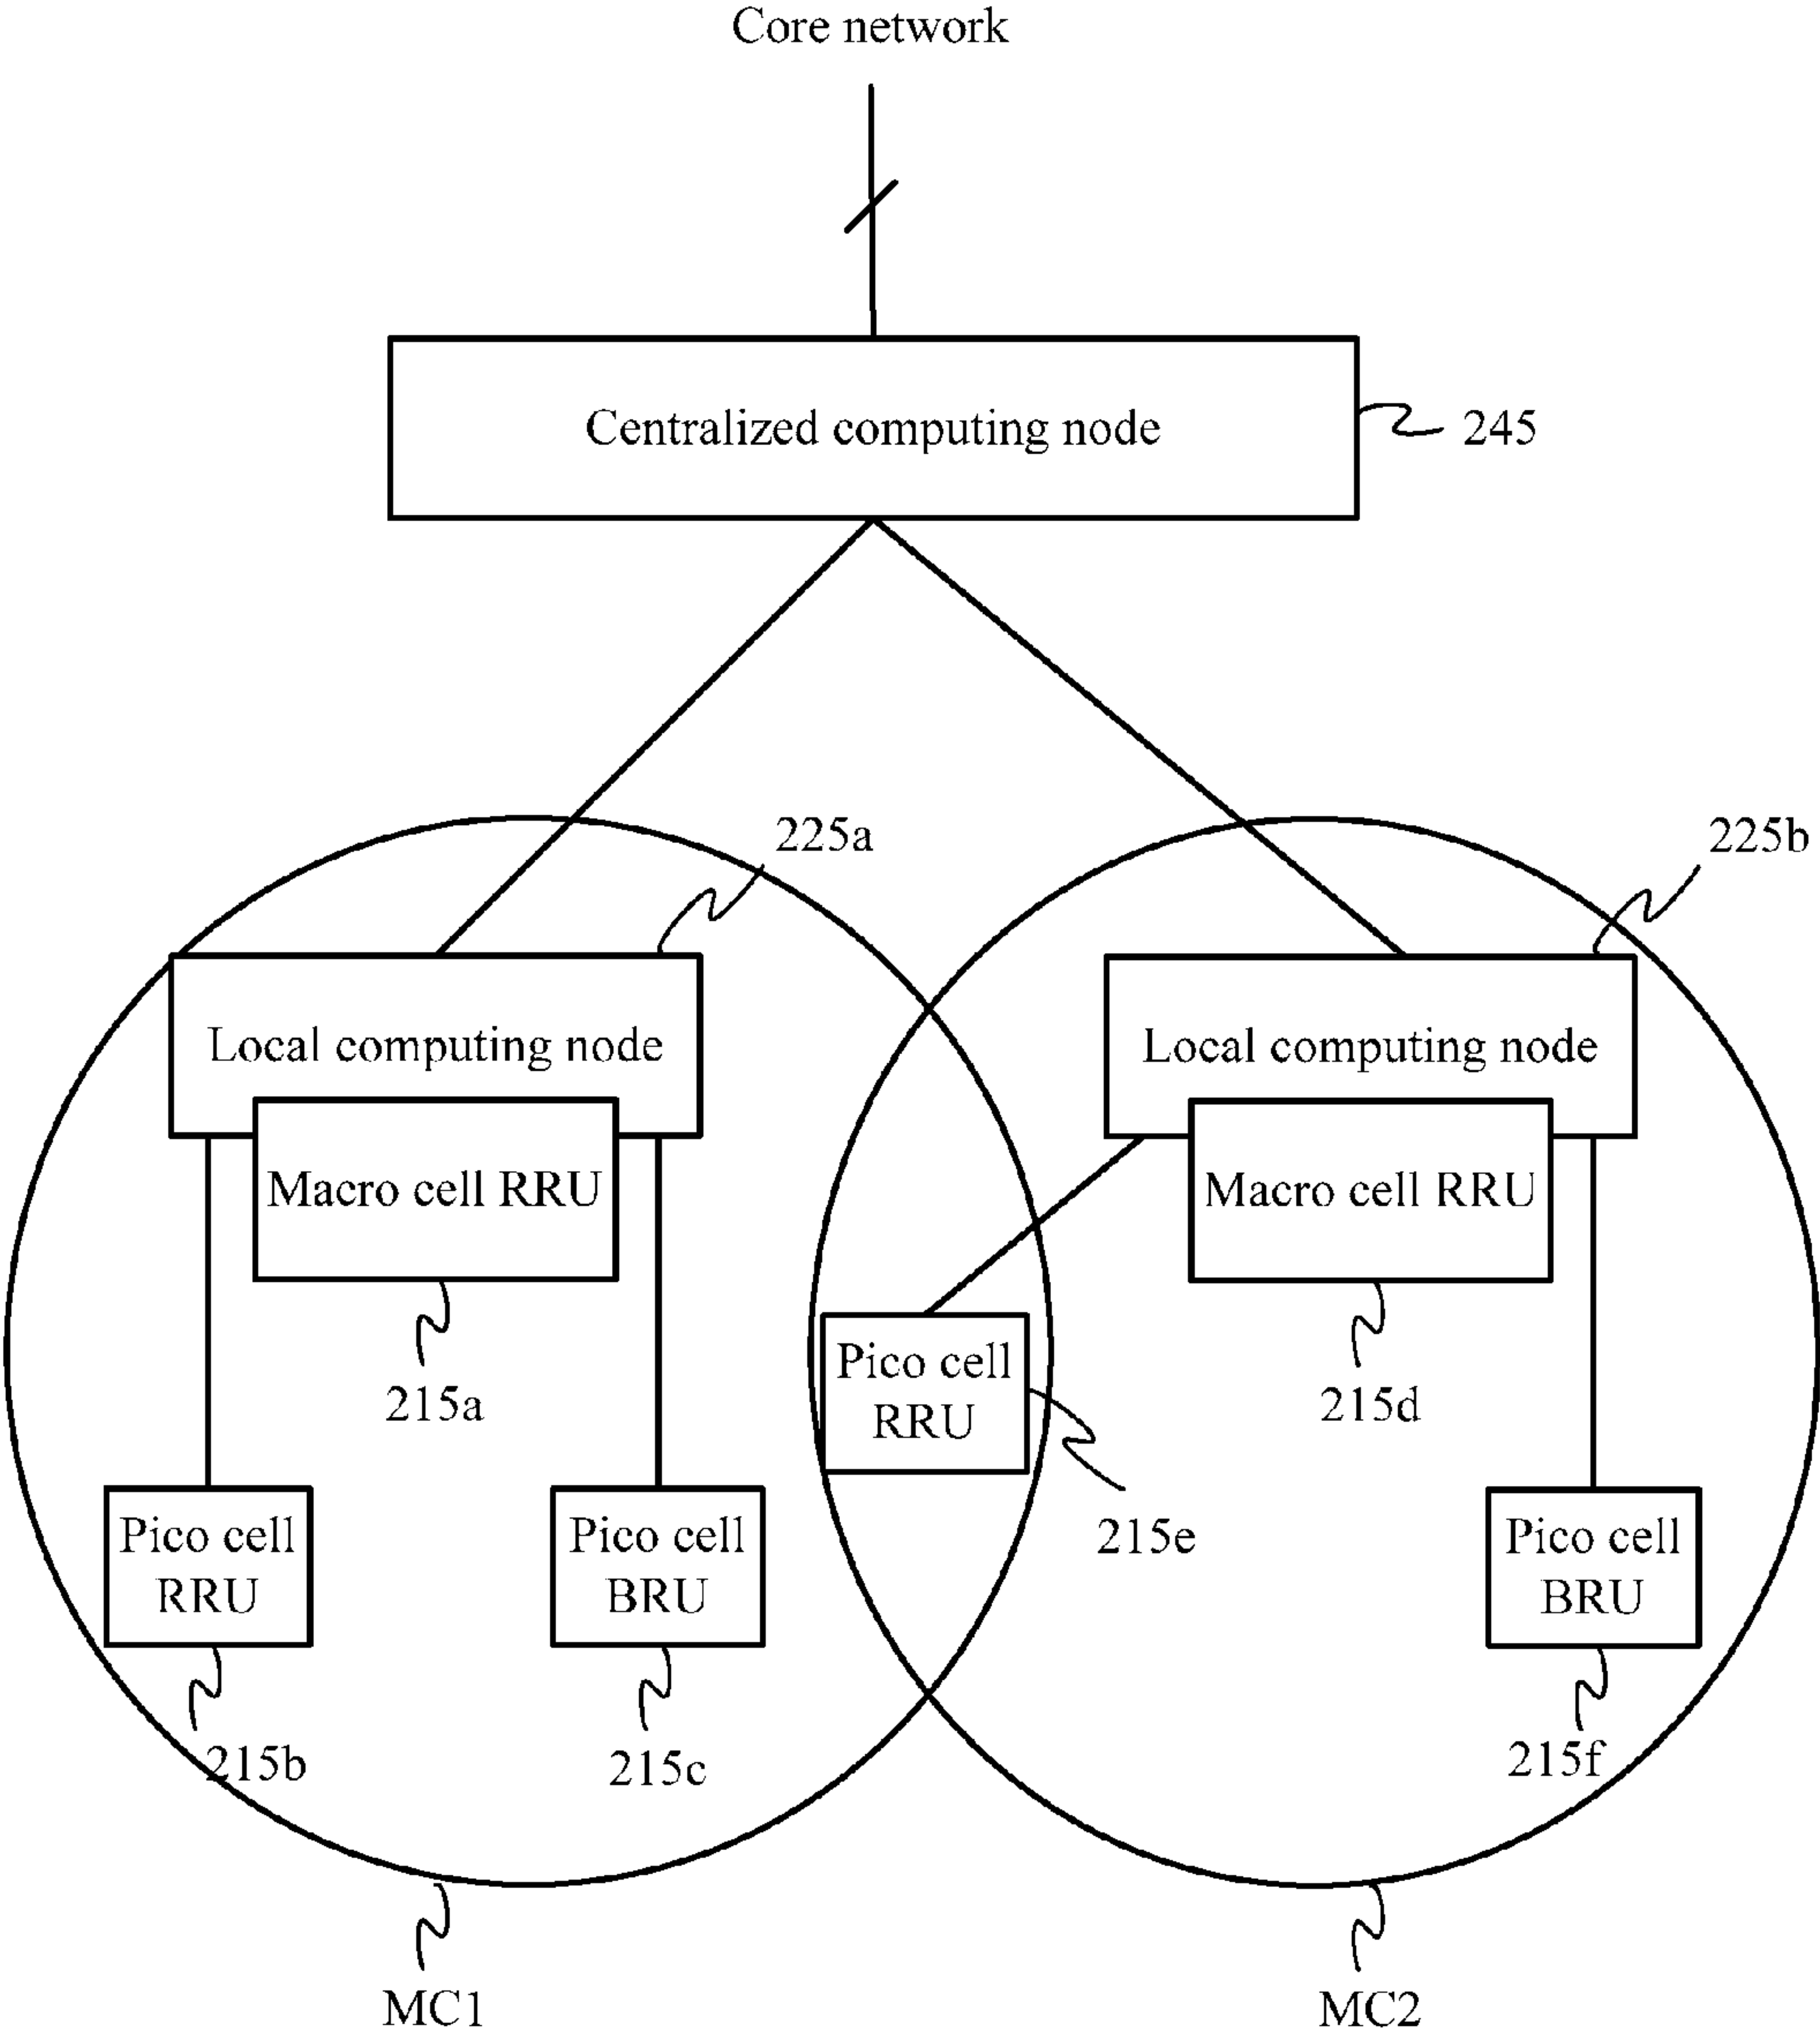 Core network
Centralized computing node
245
225a
225b
Local computing node
Local computing node
Macro cell RRU
Macro cell RRU
215a
215d
Pico cell
RRU
215e
Pico cell
RRU
Pico cell
BRU
Pico cell
BRU
215b
215c
215f
MC1
MC2